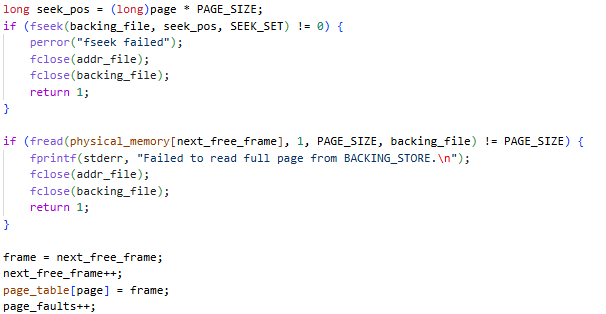 long seek_pos = (long)page * PAGE_SIZE;
if (fseek(backing_file, seek_pos, SEEK_SET) != 0) {
    perror("fseek failed");
    fclose(addr_file);
    fclose(backing_file);
    return 1;
}

if (fread(physical_memory[next_free_frame], 1, PAGE_SIZE, backing_file) != PAGE_SIZE) {
    fprintf(stderr, "Failed to read full page from BACKING_STORE.\n");
    fclose(addr_file);
    fclose(backing_file);
    return 1;
}

frame = next_free_frame;
next_free_frame++;
page_table[page] = frame;
page_faults++;